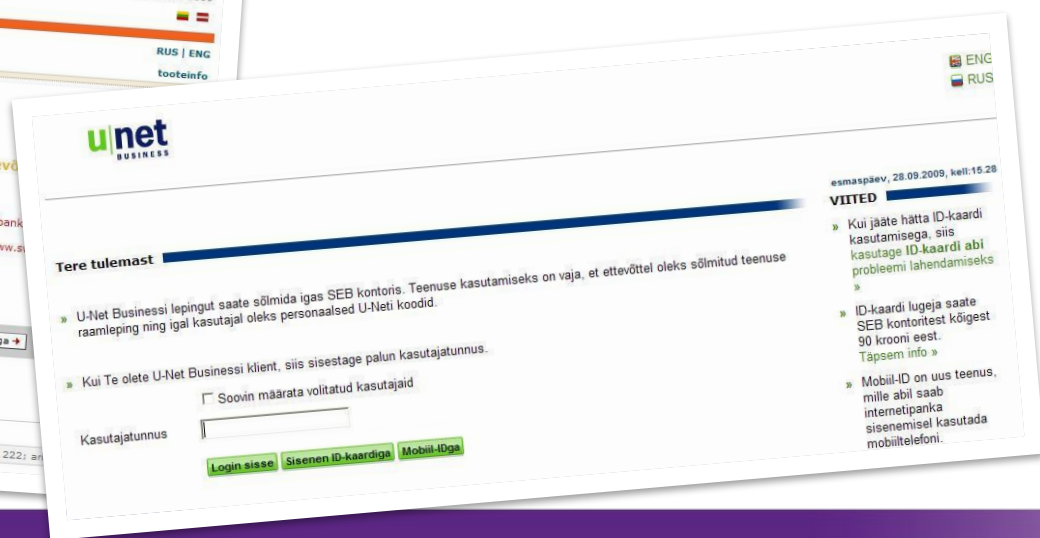 RUS | ENG
tooteinfo
ENG
RUS
u|net
BUSINESS
esmaspäev, 28.09.2009, kell:15.28
VIITED
Tere tulemast
» U-Net Businessi lepingut saate sõlmida igas SEB kontoris. Teenuse kasutamiseks on vaja, et ettevõttel oleks sõlmitud teenuse
raamleping ning igal kasutajal oleks personaalsed U-Neti koodid.
» Kui Te olete U-Net Businessi klient, siis sisestage palun kasutajatunnus.
Soovin määrata volitatud kasutajaid
Kasutajatunnus
Login sisse Sisenen ID-kaardiga Mobiil-IDga
» Kui jääte hätta ID-kaardi
kasutamisega, siis
kasutage ID-kaardi abi
probleemi lahendamiseks
»
» ID-kaardi lugeja saate
SEB kontoritest kõigest
90 krooni eest.
Täpsem info »
» Mobiil-ID on uus teenus,
mille abil saab
internetipanka
sisenemisel kasutada
mobiiltelefoni.
222;